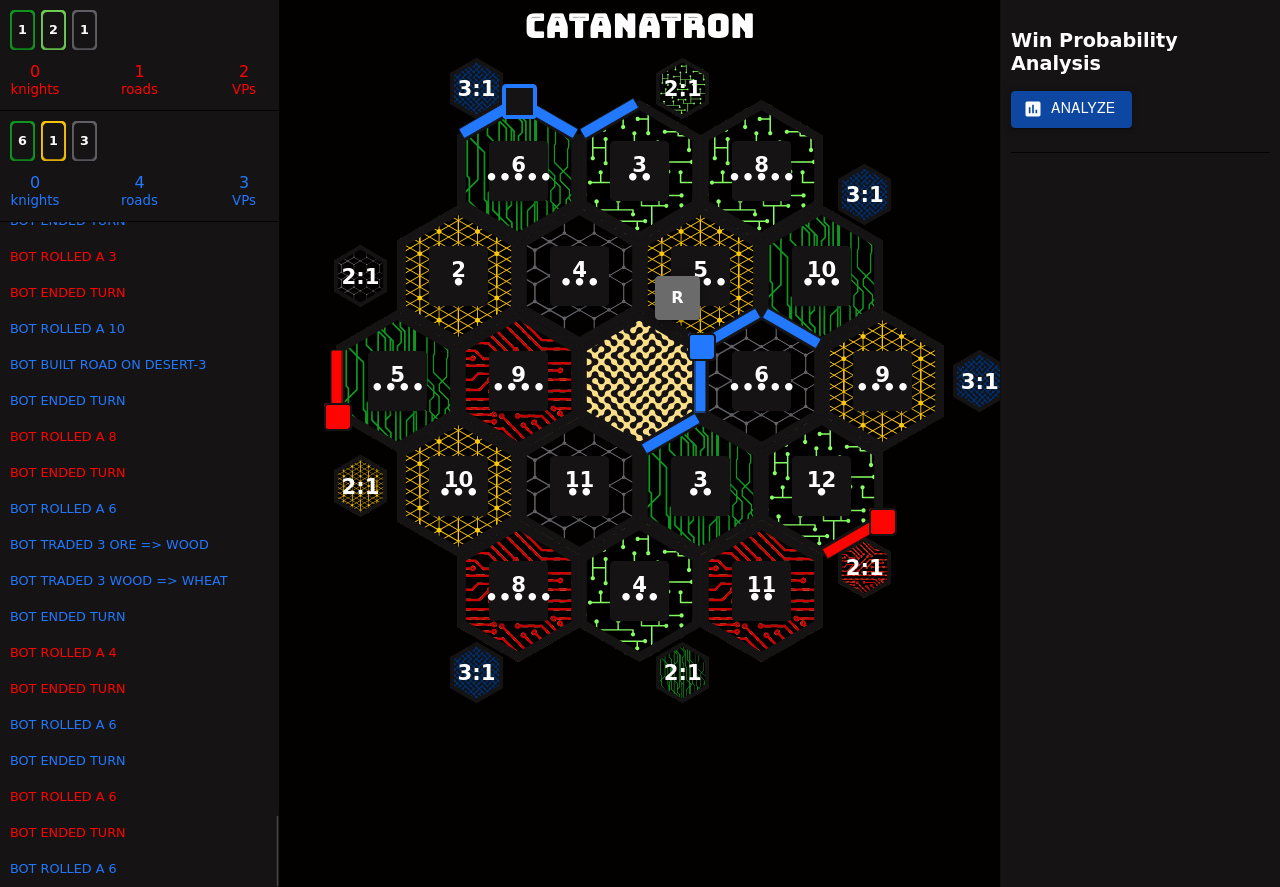 CATANATRON
1 2 1
0 1 2
knights roads VPs
6 1 3
0 4 3
knights roads VPs
BOT ENDED TURN
BOT ROLLED A 3
BOT ENDED TURN
BOT ROLLED A 10
BOT BUILT ROAD ON DESERT-3
BOT ENDED TURN
BOT ROLLED A 8
BOT ENDED TURN
BOT ROLLED A 6
BOT TRADED 3 ORE => WOOD
BOT TRADED 3 WOOD => WHEAT
BOT ENDED TURN
BOT ROLLED A 4
BOT ENDED TURN
BOT ROLLED A 6
BOT ENDED TURN
BOT ROLLED A 6
BOT ENDED TURN
BOT ROLLED A 6
3:1 2:1
6 3 8
3:1
2:1 2 4 5 10
R
5 9 6 9 3:1
2:1 10 11 3 12
2:1
8 4 11
3:1 2:1
Win Probability
Analysis
ANALYZE